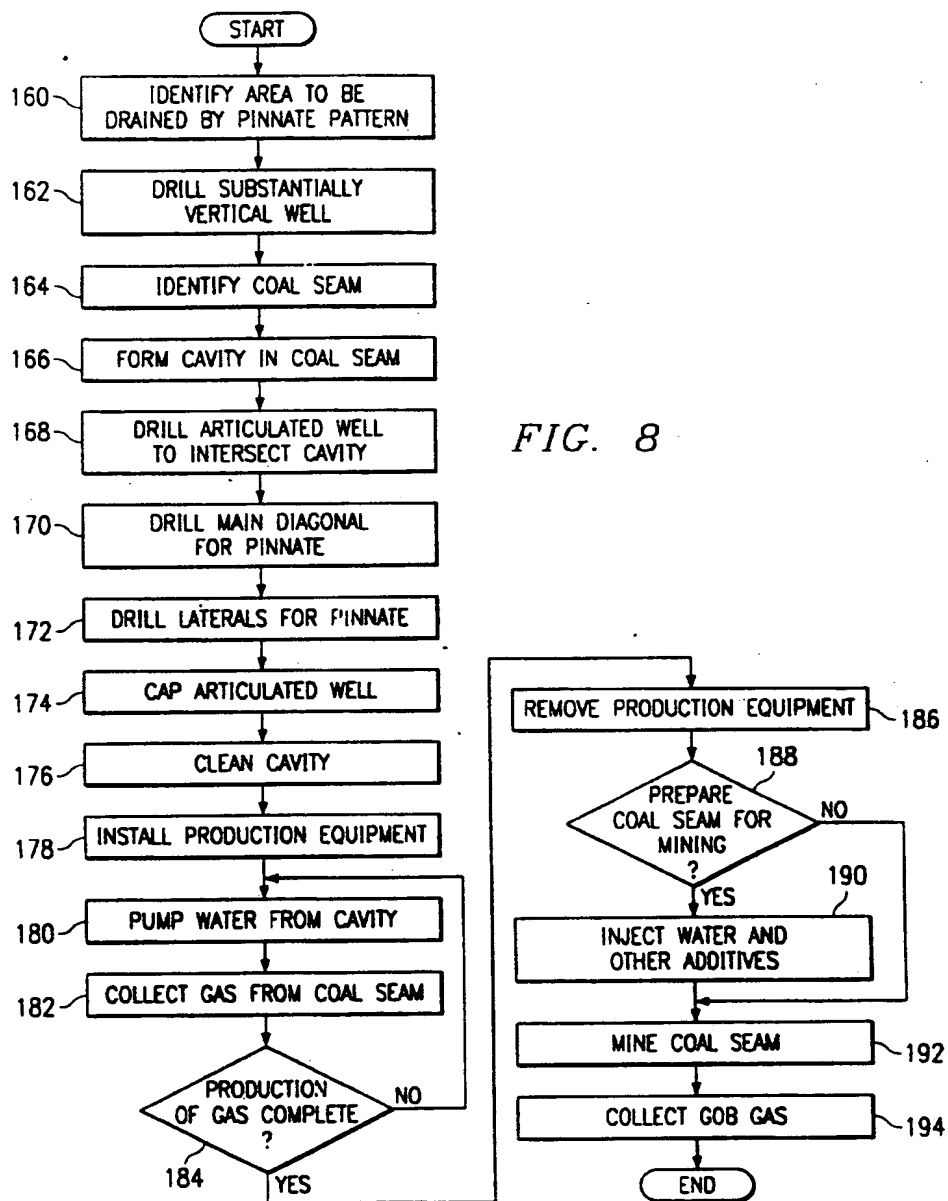 START
160
IDENTIFY AREA TO BE
DRAINED BY PINNATE PATTERN
162
DRILL SUBSTANTIALLY
VERTICAL WELL
164
IDENTIFY COAL SEAM
166
FORM CAVITY IN COAL SEAM
168
DRILL ARTICULATED WELL
TO INTERSECT CAVITY
FIG. 8
170
DRILL MAIN DIAGONAL
FOR PINNATE
172
DRILL LATERALS FOR PINNATE
174
CAP ARTICULATED WELL
176
CLEAN CAVITY
178
INSTALL PRODUCTION EQUIPMENT
180
PUMP WATER FROM CAVITY
182
COLLECT GAS FROM COAL SEAM
PRODUCTION
OF GAS COMPLETE
?
NO
184
YES
REMOVE PRODUCTION EQUIPMENT
186
188
PREPARE
COAL SEAM FOR
MINING
?
NO
YES
190
INJECT WATER AND
OTHER ADDITIVES
MINE COAL SEAM
192
COLLECT GOB GAS
194
END